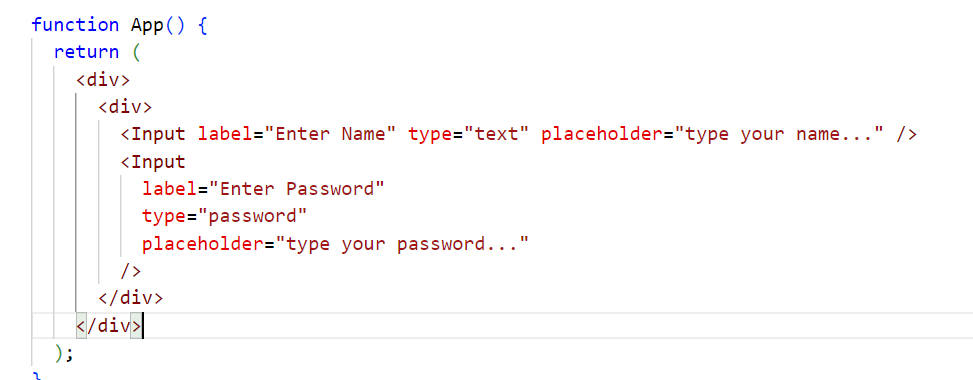 function App() {
  return (
    <div>
      <div>
        <Input label="Enter Name" type="text" placeholder="type your name..." />
        <Input
          label="Enter Password"
          type="password"
          placeholder="type your password..."
        />
      </div>
    </div>
  );
}